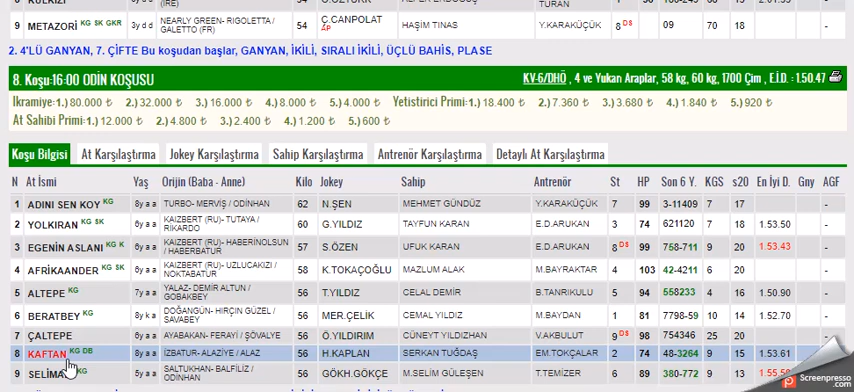 (IRE) TURAN
9 METAZORİ KG SK GKR 3y d d NEARLY GREEN- RIGOLETTA / GALETTO (FR) 54 C.CANPOLAT AP HAŞİM TINAS Y.KARAKÜÇÜK 8 DS 09 70 18
2. 4'LÜ GANYAN, 7. ÇİFTE Bu koşudan başlar, GANYAN, İKİLİ, SIRALI İKİLİ, ÜÇLÜ BAHİS, PLASE
8. Koşu:16:00 ODİN KOŞUSU KV-6/DHÖ , 4 ve Yukarı Araplar, 58 kg, 60 kg, 1700 Çim , E.İ.D. : 1.50.47
Ikramiye: 1.) 80.000 ₺ 2.) 32.000 ₺ 3.) 16.000 ₺ 4.) 8.000 ₺ 5.) 4.000 ₺ Yetistirici Primi: 1.) 18.400 ₺ 2.) 7.360 ₺ 3.) 3.680 ₺ 4.) 1.840 ₺ 5.) 920 ₺
At Sahibi Primi: 1.) 12.000 ₺ 2.) 4.800 ₺ 3.) 2.400 ₺ 4.) 1.200 ₺ 5.) 600 ₺
Koşu Bilgisi At Karşılaştırma Jokey Karşılaştırma Sahip Karşılaştırma Antrenör Karşılaştırma Detaylı At Karşılaştırma
N At İsmi Yaş Orijin (Baba - Anne) Kilo Jokey Sahip Antrenör St HP Son 6 Y. KGS s20 En İyi D. Gny AGF
1 ADINI SEN KOY KG 8y a a TURBO- MERVİŞ / ODİNHAN 62 N.ŞEN MEHMET GÜNDÜZ Y.KARAKÜÇÜK 7 99 3-11409 7 17 -
2 YOLKIRAN KG SK 8y a a KAIZBERT (RU)- TUTAYA / RİKARDO 60 G.YILDIZ TAYFUN KARAN E.D.ARUKAN 3 74 621120 7 18 1.53.50 -
3 EGENİN ASLANI KG K 6y a a KAIZBERT (RU)- HABERİNOLSUN / HABERBATUR 57 S.ÖZEN UFUK KARAN E.D.ARUKAN 8 DS 99 758-711 9 20 1.53.43 -
4 AFRİKAANDER KG SK 8y a a KAIZBERT (RU)- UZLUCAKIZI / NOKTABATUR 58 K.TOKAÇOĞLU MAZLUM ALAK M.BAYRAKTAR 4 103 42-4211 6 20 -
5 ALTEPE KG 7y a a YALAZ- DEMİR ALTUN / GOBAKBEY 56 T.YILDIZ CELAL DEMİR B.TANRIKULU 5 94 558233 4 16 1.50.90 -
6 BERATBEY KG 8y k a DOĞANGÜN- HIRÇIN GÜZEL / SAVABEY 56 MER.ÇELİK CEMAL YILDIZ M.BAYDAN 1 81 7798-59 10 14 1.52.70 -
7 ÇALTEPE 6y a a AYABAKAN- FERAYİ / ŞÖVALYE 56 Ö.YILDIRIM CÜNEYT YILDIZHAN V.AKBULUT 9 DS 98 754346 25 20 -
8 KAFTAN KG DB 8y a a İZBATUR- ALAZİYE / ALAZ 56 H.KAPLAN SERKAN TUĞDAŞ EM.TOKÇALAR 2 74 48-3264 9 15 1.53.61
9 KG 5y a a SALTUKHAN- BALFİLİZ / ODİNHAN 56 GÖKH.GÖKÇE M.SELİM GÜLEŞEN T.TEMİZER 6 89 380-772 9 13
Screenpresso
.com